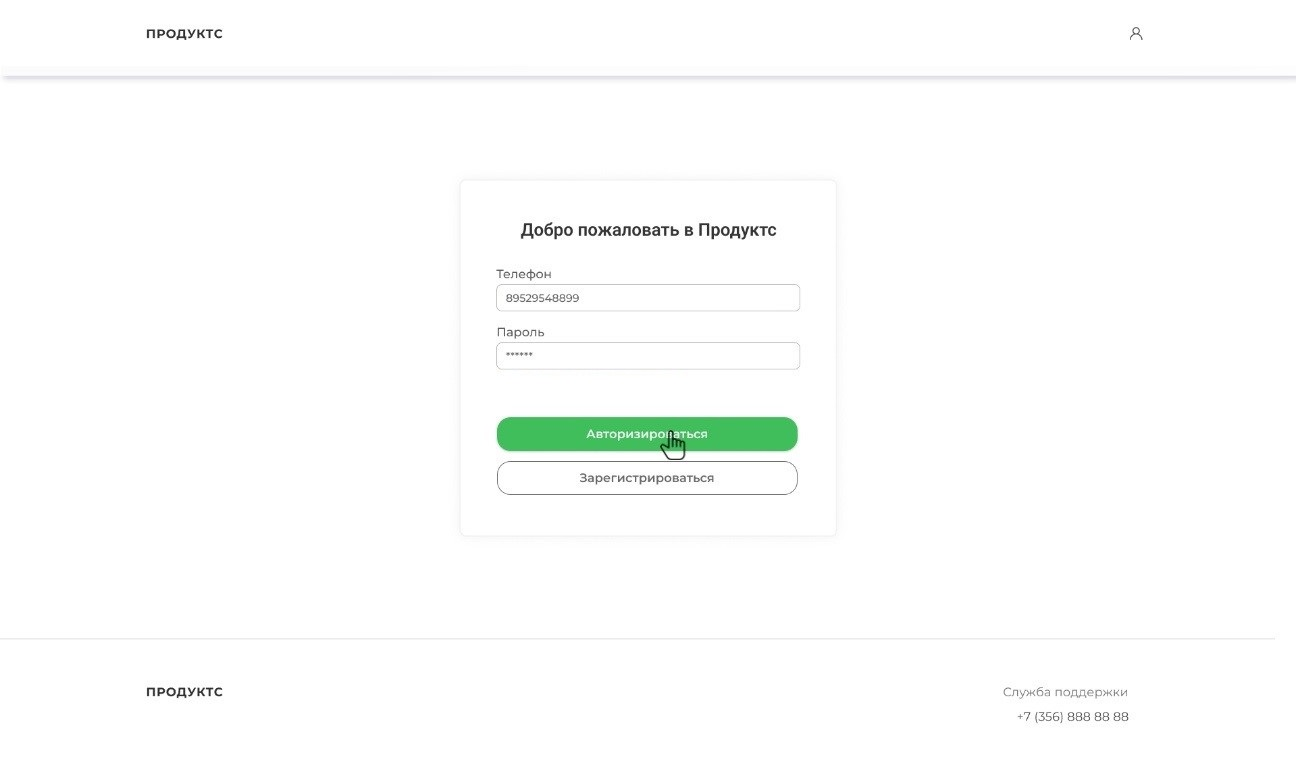 ПРОДУКТС
Добро пожаловать в Продуктс
Телефон
89529548899
Пароль
******
Авторизироваться
Зарегистрироваться
ПРОДУКТС
Служба поддержки
+7 (356) 888 88 88